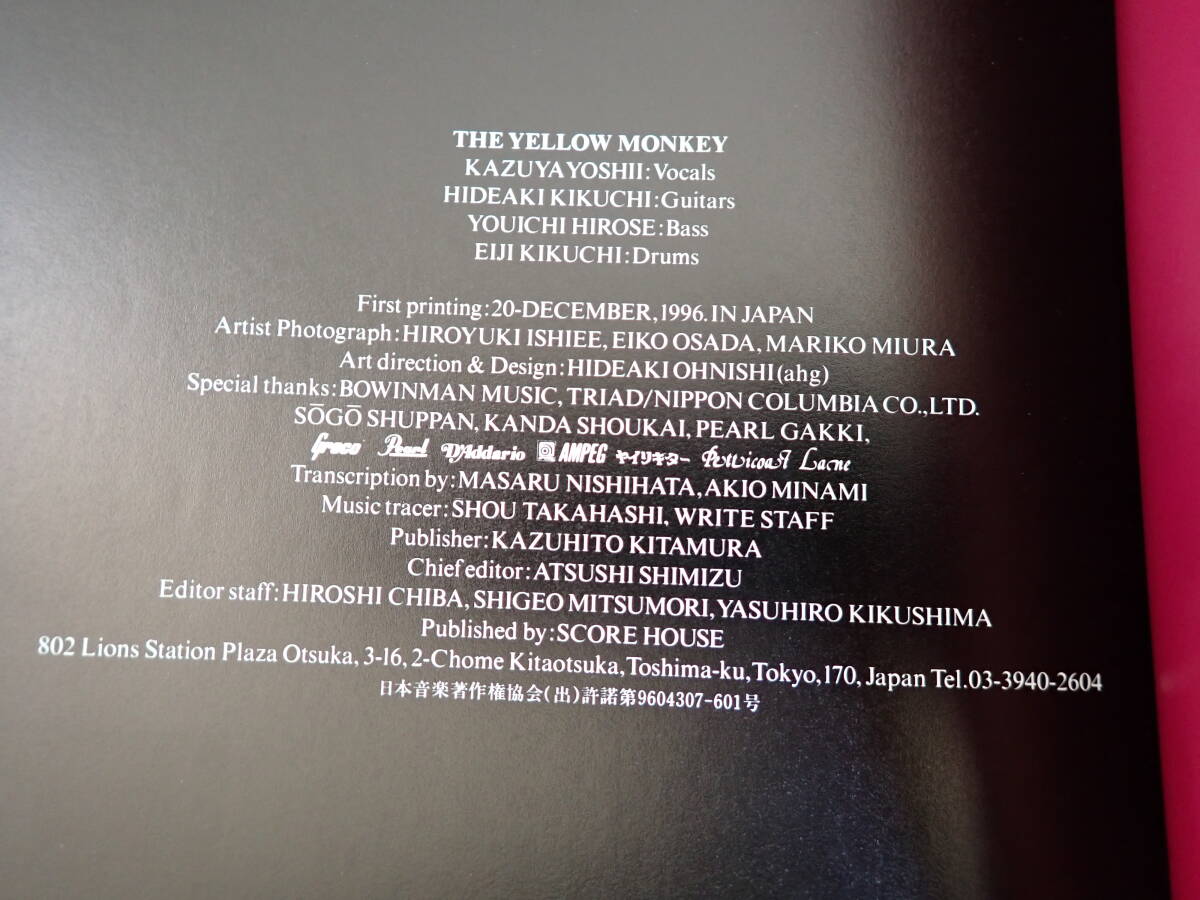 THE YELLOW MONKEY
KAZUYA YOSHII:Vocals
HIDEAKI KIKUCHI:Guitars
YOUICHI HIROSE:Bass
EIJI KIKUCHI:Drums
First printing:20-DECEMBER,1996.IN JAPAN
Artist Photograph:HIROYUKI ISHIEE, EIKO OSADA, MARIKO MIURA
Art direction & Design:HIDEAKI OHNISHI(ahg)
Special thanks:BOWINMAN MUSIC, TRIAD/NIPPON COLUMBIA CO.,LTD.
SŌGŌ SHUPPAN, KANDA SHOUKAI, PEARL GAKKI,
Greco Pearl D'Addario AMPEG ヤイリギター Petticoat Lane
Transcription by:MASARU NISHIHATA, AKIO MINAMI
Music tracer:SHOU TAKAHASHI, WRITE STAFF
Publisher:KAZUHITO KITAMURA
Chief editor:ATSUSHI SHIMIZU
Editor staff:HIROSHI CHIBA, SHIGEO MITSUMORI, YASUHIRO KIKUSHIMA
Published by:SCORE HOUSE
802 Lions Station Plaza Otsuka, 3-16, 2-Chome Kitaotsuka, Toshima-ku, Tokyo, 170, Japan Tel.03-3940-2604
日本音楽著作権協会(出)許諾第9604307-601号